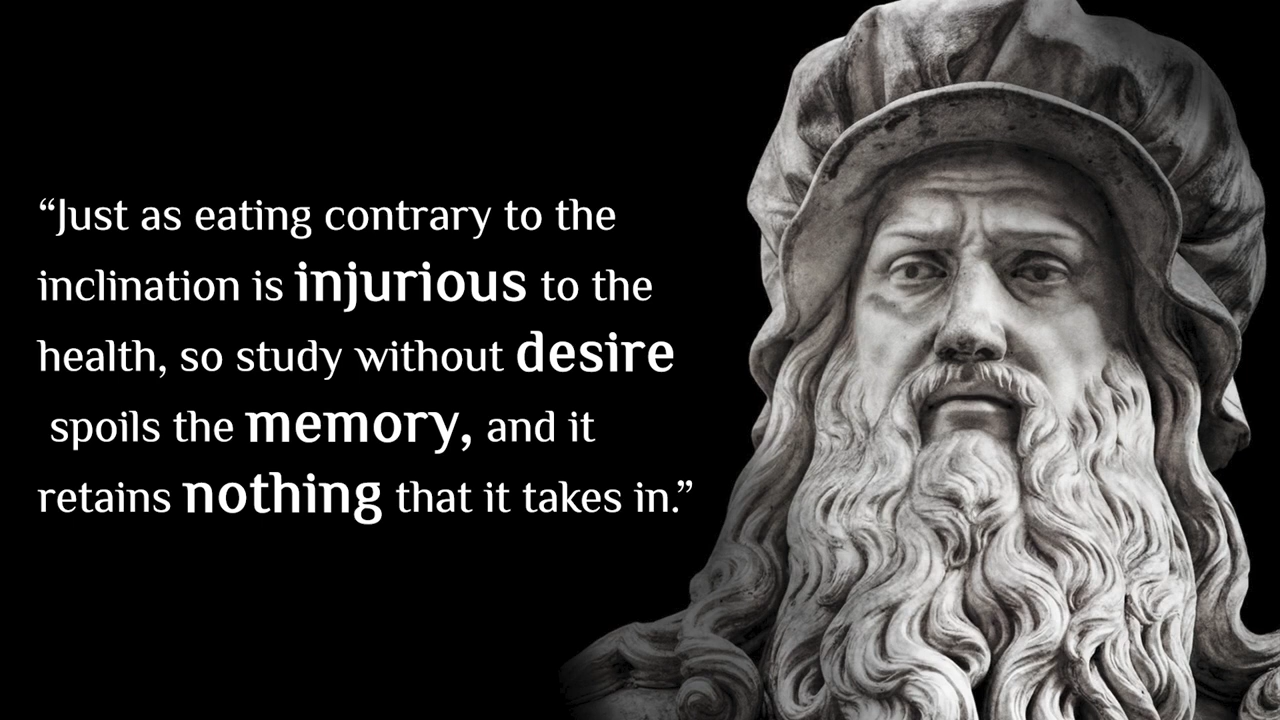 “Just as eating contrary to the
inclination is injurious to the
health, so study without desire
spoils the memory, and it
retains nothing that it takes in.”